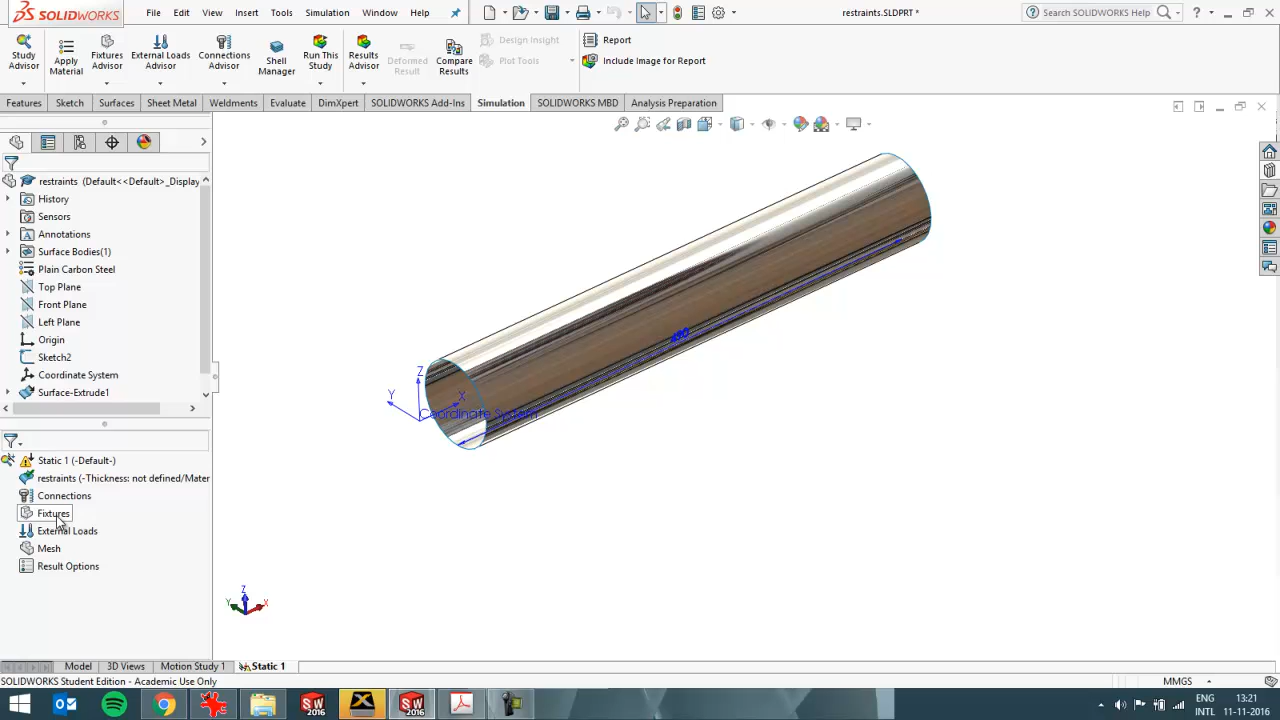 SOLIDWORKS
File
Edit
View
Insert
Tools
Simulation
Window
Help
restraints.SLDPRT *
Search SOLIDWORKS Help
?
Study Advisor
Apply Material
Fixtures Advisor
External Loads Advisor
Connections Advisor
Shell Manager
Run This Study
Results Advisor
Deformed Result
Compare Results
Design Insight
Plot Tools
Report
Include Image for Report
Features
Sketch
Surfaces
Sheet Metal
Weldments
Evaluate
DimXpert
SOLIDWORKS Add-Ins
Simulation
SOLIDWORKS MBD
Analysis Preparation
restraints (Default<<Default>_Display
History
Sensors
Annotations
Surface Bodies(1)
Plain Carbon Steel
Top Plane
Front Plane
Left Plane
Origin
Sketch2
Coordinate System
Surface-Extrude1
Static 1 (-Default-)
restraints (-Thickness: not defined/Mater
Connections
Fixtures
External Loads
Mesh
Result Options
490
Z
Y
X
Coordinate System
Z
Y
X
Model
3D Views
Motion Study 1
Static 1
SOLIDWORKS Student Edition - Academic Use Only
MMGS
SW 2016
SW 2016
ENG
INTL
13:21
11-11-2016